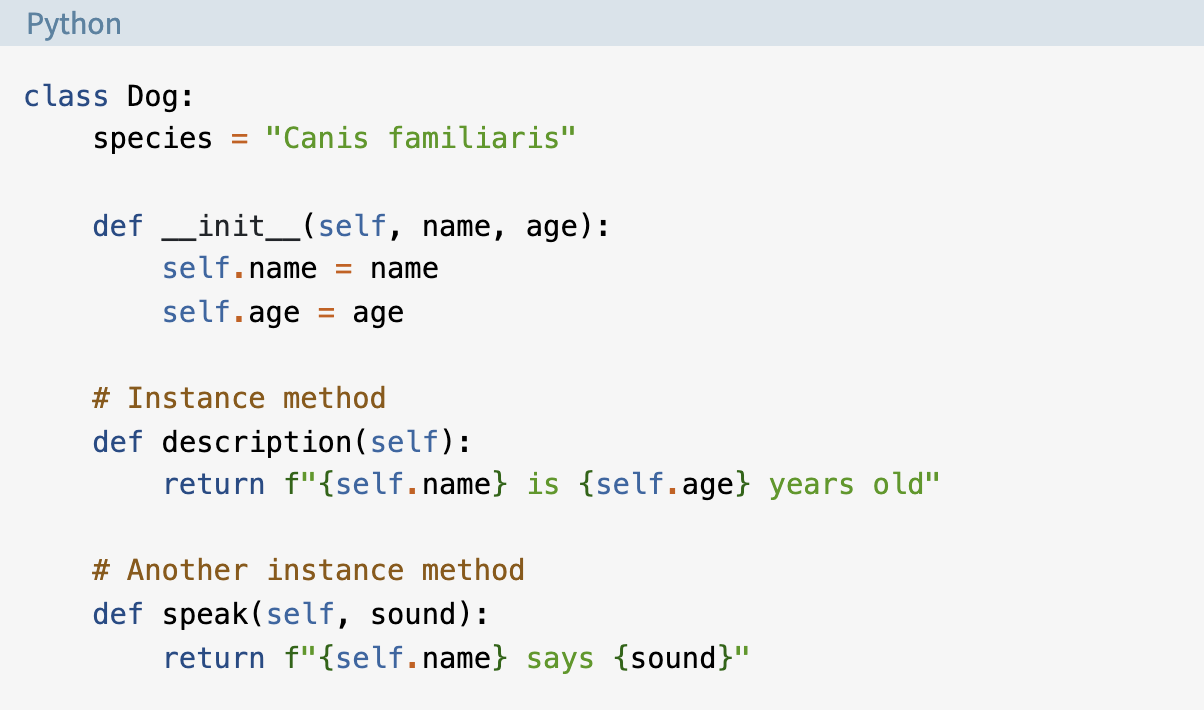 Python
class Dog:
    species = "Canis familiaris"
    def __init__(self, name, age):
        self.name = name
        self.age = age
    # Instance method
    def description(self):
        return f"{self.name} is {self.age} years old"
    # Another instance method
    def speak(self, sound):
        return f"{self.name} says {sound}"